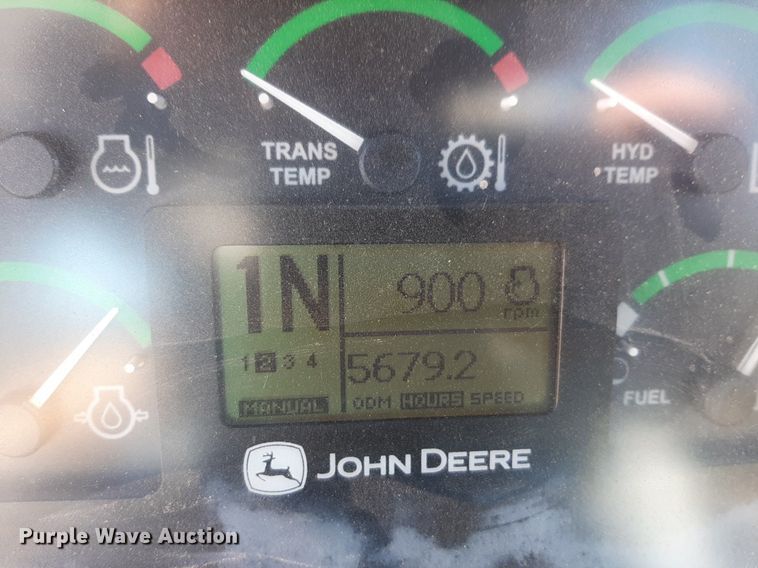 TRANS
TEMP
HYD
TEMP
1N
900
rpm
1 2 3 4
5679.2
MANUAL
ODM HOURS SPEED
FUEL
JOHN DEERE
Purple Wave Auction